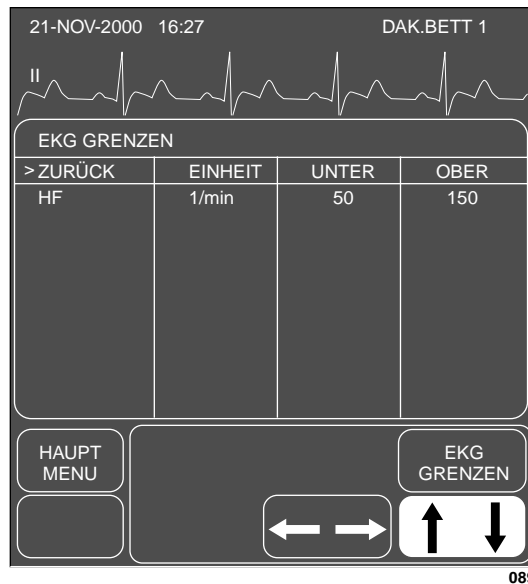 21-NOV-2000 16:27 DAK.BETT 1
II
EKG GRENZEN
>ZURÜCK EINHEIT UNTER OBER
HF 1/min 50 150
HAUPT MENU
EKG GRENZEN